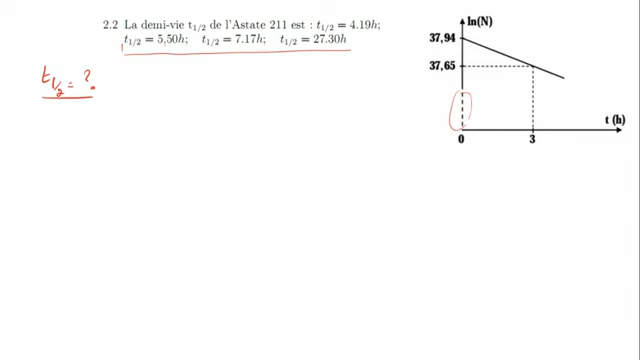 2.2 La demi-vie t1/2 de l'Astate 211 est : t1/2 = 4.19h;
t1/2 = 5,50h; t1/2 = 7.17h; t1/2 = 27.30h
t1/2 = ?
ln(N)
37,94
37,65
t (h)
0 3